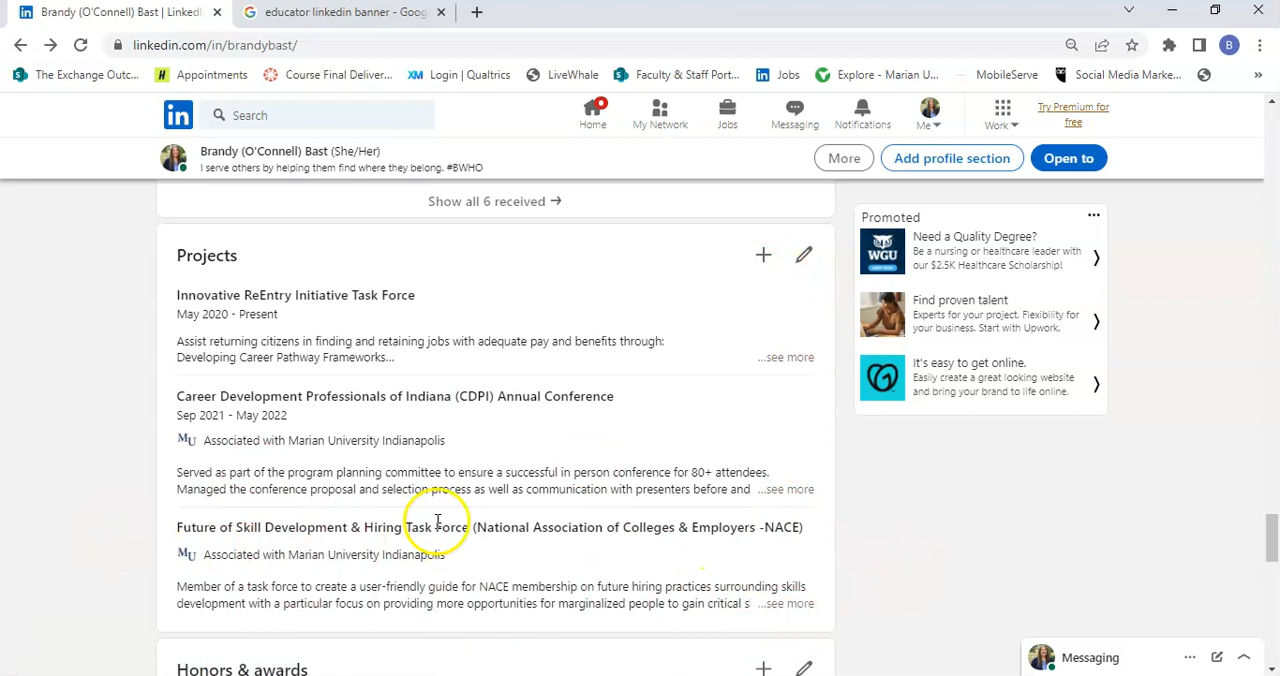 Brandy (O'Connell) Bast | LinkedI
educator linkedin banner - Goog
linkedin.com/in/brandybast/
B
The Exchange Outc...
Appointments
Course Final Deliver...
XM Login | Qualtrics
LiveWhale
Faculty & Staff Port...
Jobs
Explore - Marian U...
MobileServe
Social Media Marke...
in
Search
Home
My Network
Jobs
Messaging
Notifications
Me
Work
Try Premium for
free
Brandy (O'Connell) Bast (She/Her)
I serve others by helping them find where they belong. #BWHO
More
Add profile section
Open to
Show all 6 received →
Projects
Innovative ReEntry Initiative Task Force
May 2020 - Present
Assist returning citizens in finding and retaining jobs with adequate pay and benefits through:
Developing Career Pathway Frameworks...
...see more
Career Development Professionals of Indiana (CDPI) Annual Conference
Sep 2021 - May 2022
MU Associated with Marian University Indianapolis
Served as part of the program planning committee to ensure a successful in person conference for 80+ attendees.
Managed the conference proposal and selection process as well as communication with presenters before and ...see more
Future of Skill Development & Hiring Task Force (National Association of Colleges & Employers -NACE)
MU Associated with Marian University Indianapolis
Member of a task force to create a user-friendly guide for NACE membership on future hiring practices surrounding skills
development with a particular focus on providing more opportunities for marginalized people to gain critical s ...see more
Honors & awards
Promoted
WGU
Need a Quality Degree?
Be a nursing or healthcare leader with
our $2.5K Healthcare Scholarship!
Find proven talent
Experts for your project. Flexibility for
your business. Start with Upwork.
It's easy to get online.
Easily create a great looking website
and bring your brand to life online.
Messaging